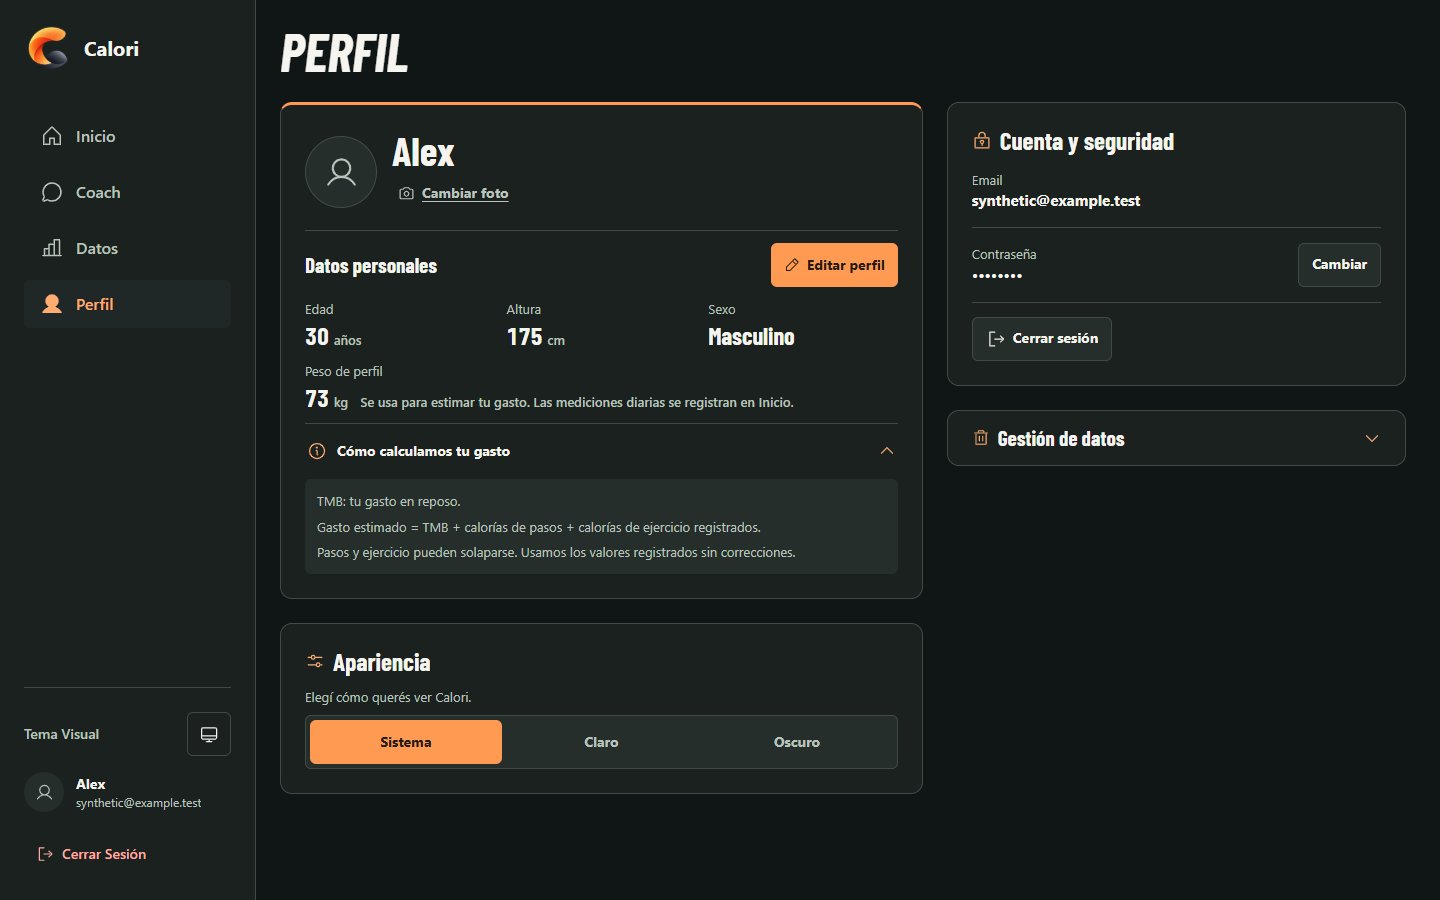 Calori
Inicio
Coach
Datos
Perfil
Tema Visual
Alex
synthetic@example.test
Cerrar Sesión
PERFIL
Alex
Cambiar foto
Datos personales
Editar perfil
Edad
Altura
Sexo
30 años
175 cm
Masculino
Peso de perfil
73 kg Se usa para estimar tu gasto. Las mediciones diarias se registran en Inicio.
Cómo calculamos tu gasto
TMB: tu gasto en reposo.
Gasto estimado = TMB + calorías de pasos + calorías de ejercicio registrados.
Pasos y ejercicio pueden solaparse. Usamos los valores registrados sin correcciones.
Apariencia
Elegí cómo querés ver Calori.
Sistema
Claro
Oscuro
Cuenta y seguridad
Email
synthetic@example.test
Contraseña
••••••••
Cambiar
Cerrar sesión
Gestión de datos